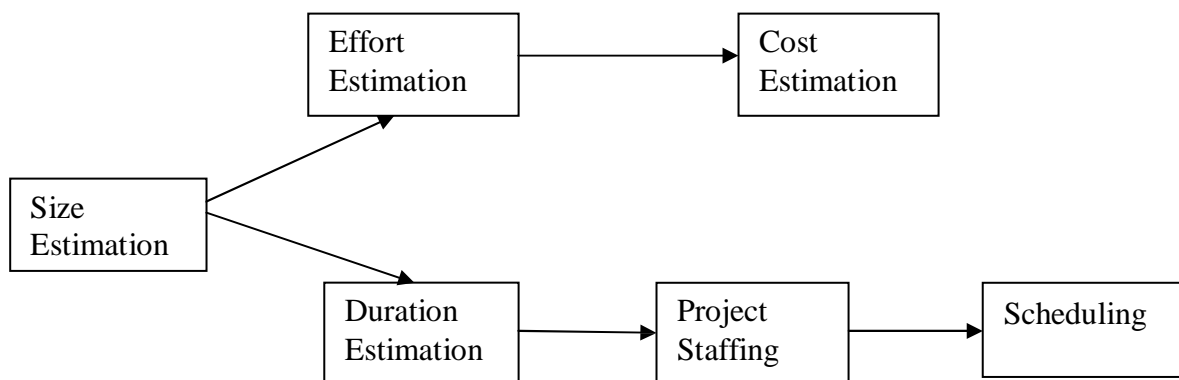 Effort
Estimation
Cost
Estimation
Size
Estimation
Duration
Estimation
Project
Staffing
Scheduling